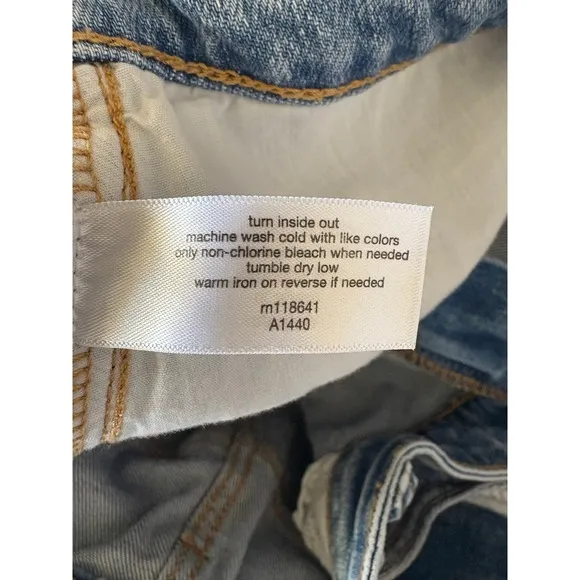 turn inside out
machine wash cold with like colors
only non-chlorine bleach when needed
tumble dry low
warm iron on reverse if needed
rn118641
A1440